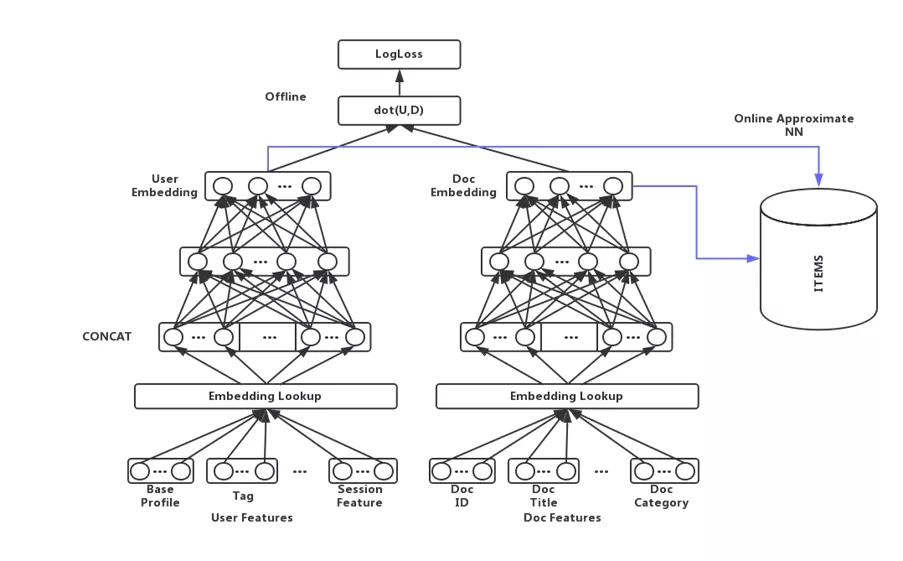 LogLoss
Offline
dot(U,D)
Online Approximate
NN
User
Embedding
...
Doc
Embedding
...
...
...
ITEMS
CONCAT
...
...
...
...
...
...
Embedding Lookup
Embedding Lookup
...
...
...
...
...
...
...
...
Base
Profile
Tag
Session
Feature
User Features
Doc
ID
Doc
Title
Doc
Category
Doc Features